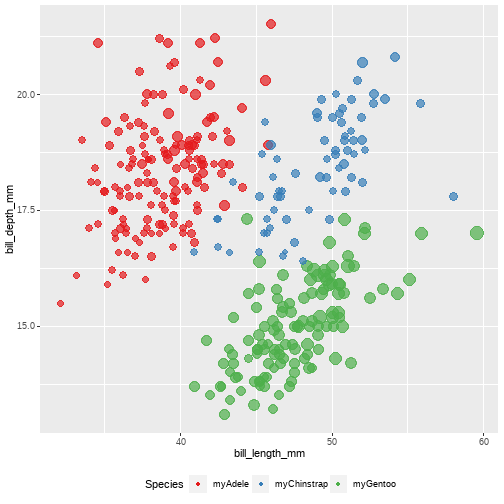 bill_depth_mm
20.0
17.5
15.0
40
50
60
bill_length_mm
Species
myAdele
myChinstrap
myGentoo